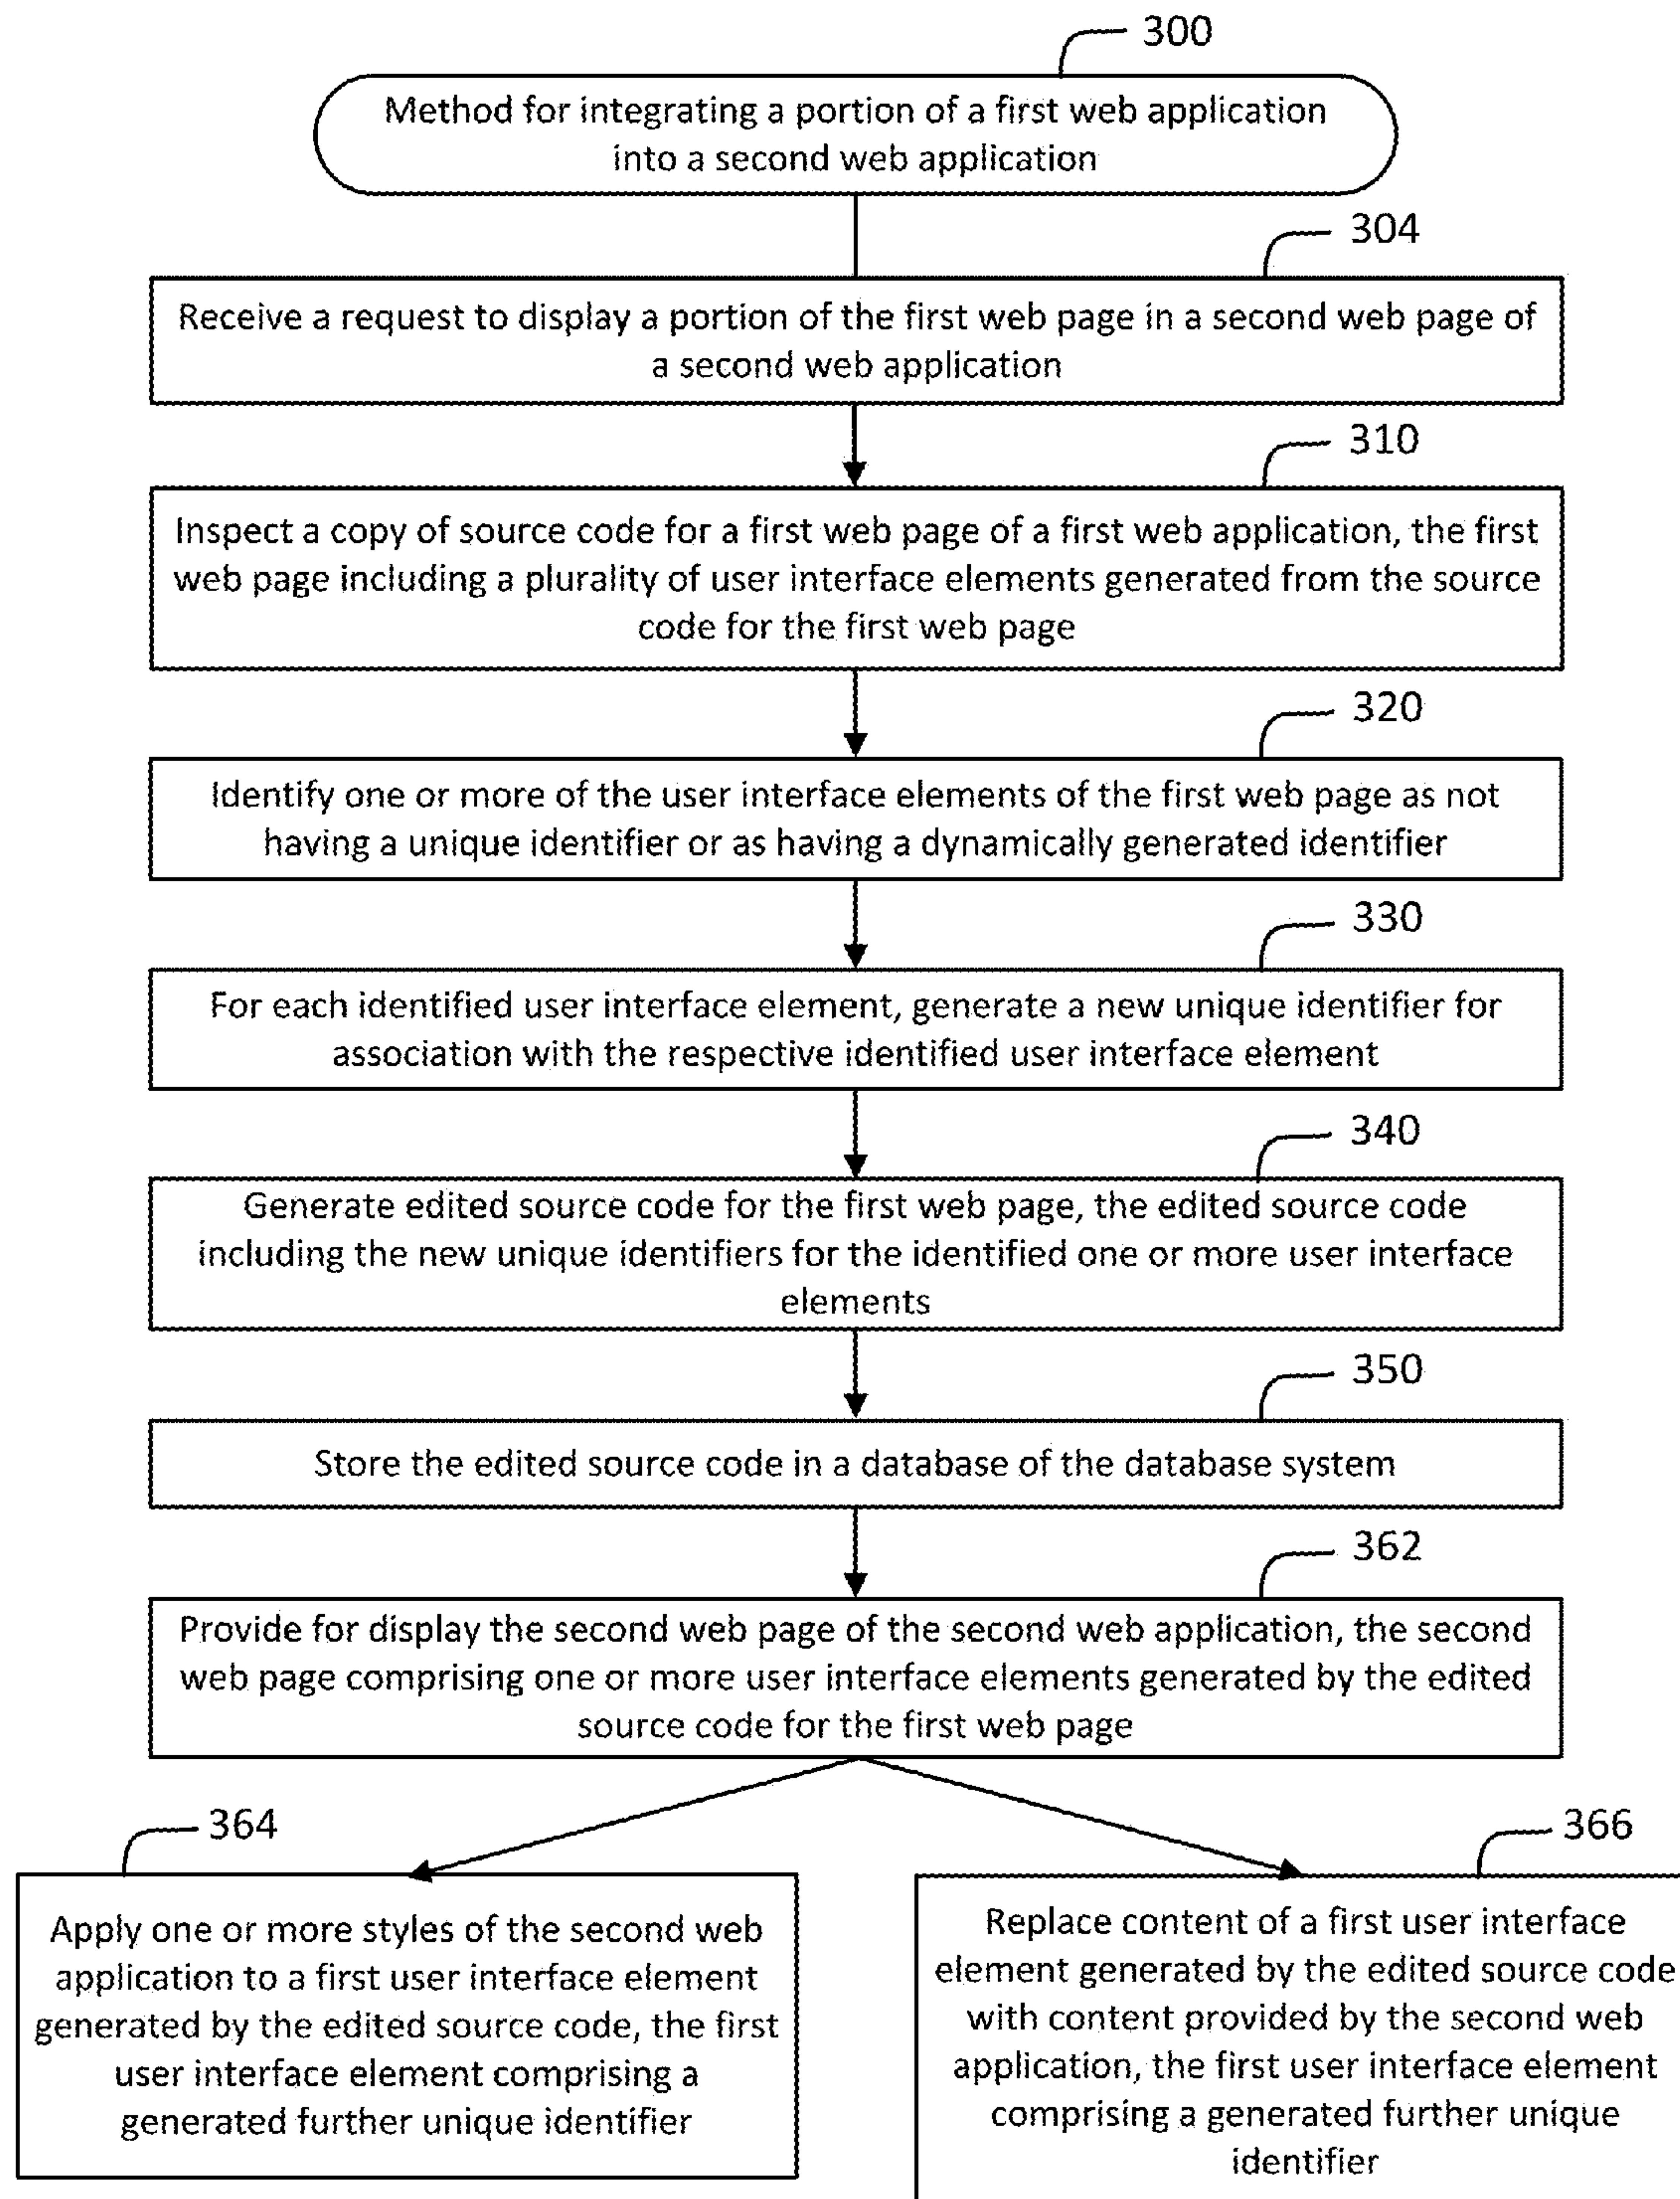 300
Method for integrating a portion of a first web application
into a second web application
304
Receive a request to display a portion of the first web page in a second web page of
a second web application
310
Inspect a copy of source code for a first web page of a first web application, the first
web page including a plurality of user interface elements generated from the source
code for the first web page
320
Identify one or more of the user interface elements of the first web page as not
having a unique identifier or as having a dynamically generated identifier
330
For each identified user interface element, generate a new unique identifier for
association with the respective identified user interface element
340
Generate edited source code for the first web page, the edited source code
including the new unique identifiers for the identified one or more user interface
elements
350
Store the edited source code in a database of the database system
362
Provide for display the second web page of the second web application, the second
web page comprising one or more user interface elements generated by the edited
source code for the first web page
364
Apply one or more styles of the second web
application to a first user interface element
generated by the edited source code, the first
user interface element comprising a
generated further unique identifier
366
Replace content of a first user interface
element generated by the edited source code
with content provided by the second web
application, the first user interface element
comprising a generated further unique
identifier